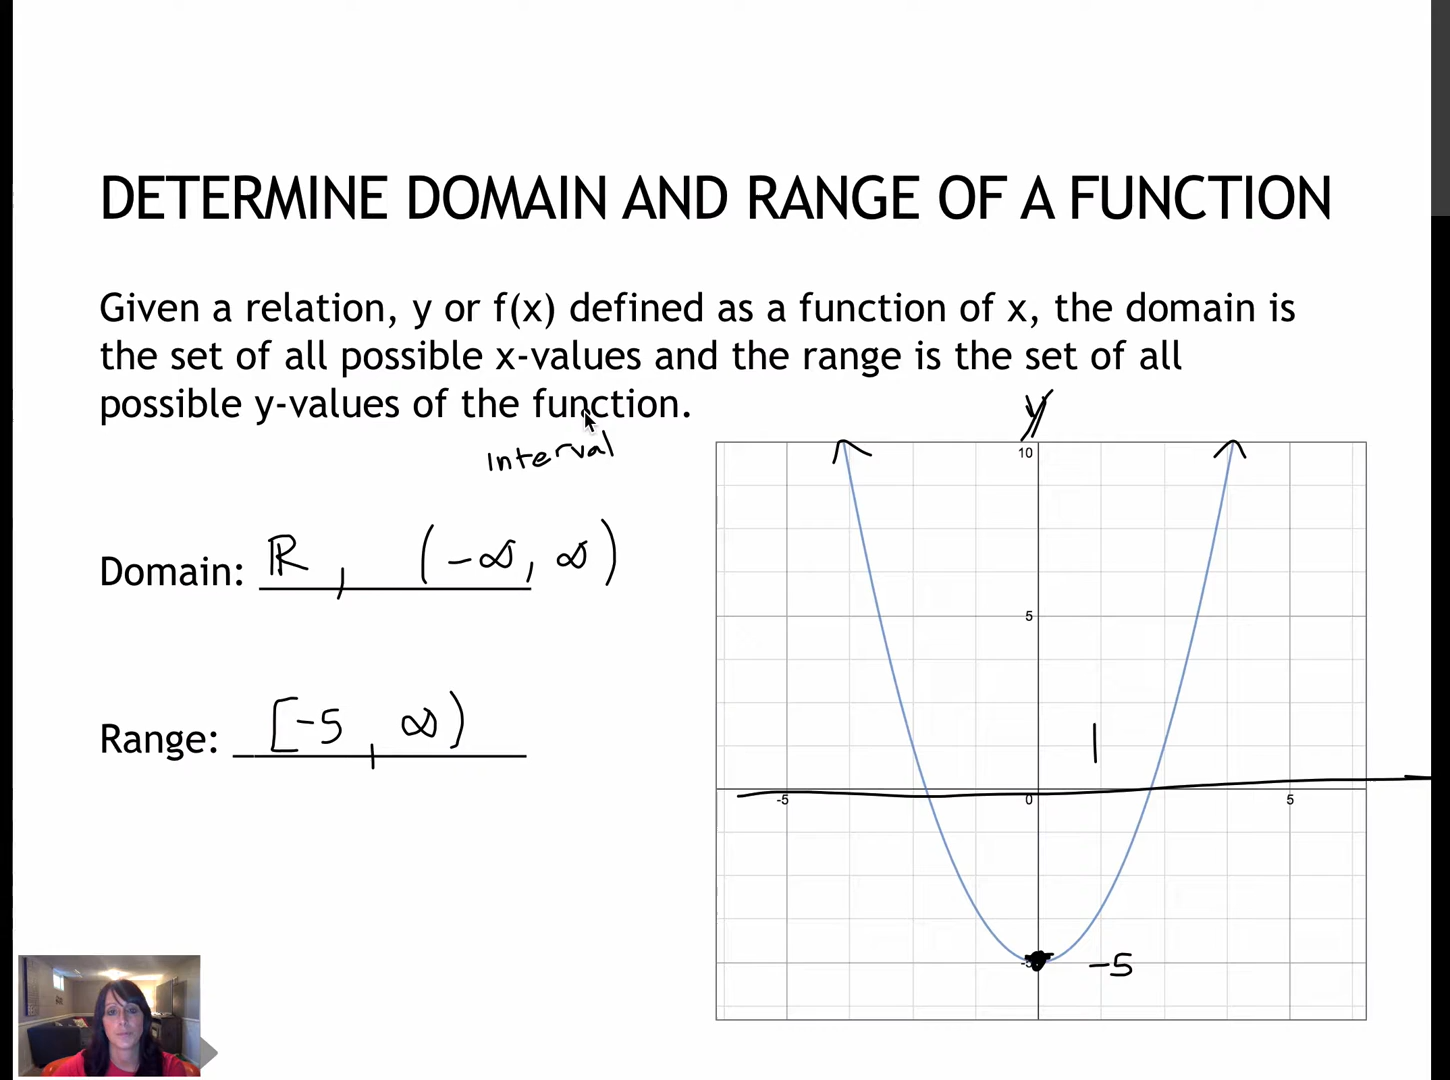 DETERMINE DOMAIN AND RANGE OF A FUNCTION
Given a relation, y or f(x) defined as a function of x, the domain is
the set of all possible x-values and the range is the set of all
possible y-values of the function.
interval
Domain: ℝ, (-∞, ∞)
Range: [-5, ∞)
y
10
5
-5 0 5
-5 -5